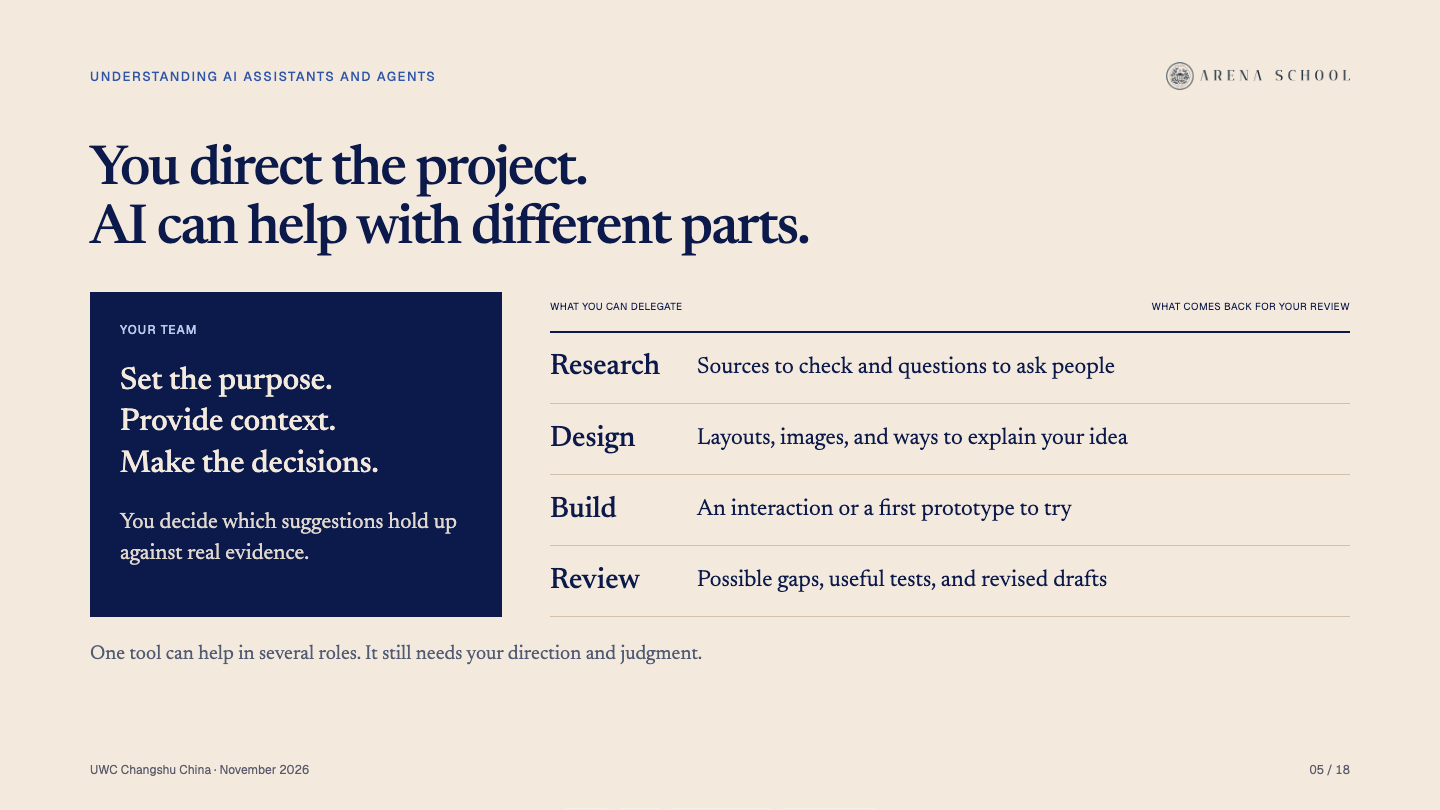 UNDERSTANDING AI ASSISTANTS AND AGENTS
ARENA SCHOOL
You direct the project.
AI can help with different parts.
YOUR TEAM
Set the purpose.
Provide context.
Make the decisions.
You decide which suggestions hold up
against real evidence.
WHAT YOU CAN DELEGATE
WHAT COMES BACK FOR YOUR REVIEW
Research
Sources to check and questions to ask people
Design
Layouts, images, and ways to explain your idea
Build
An interaction or a first prototype to try
Review
Possible gaps, useful tests, and revised drafts
One tool can help in several roles. It still needs your direction and judgment.
UWC Changshu China · November 2026
05 / 18